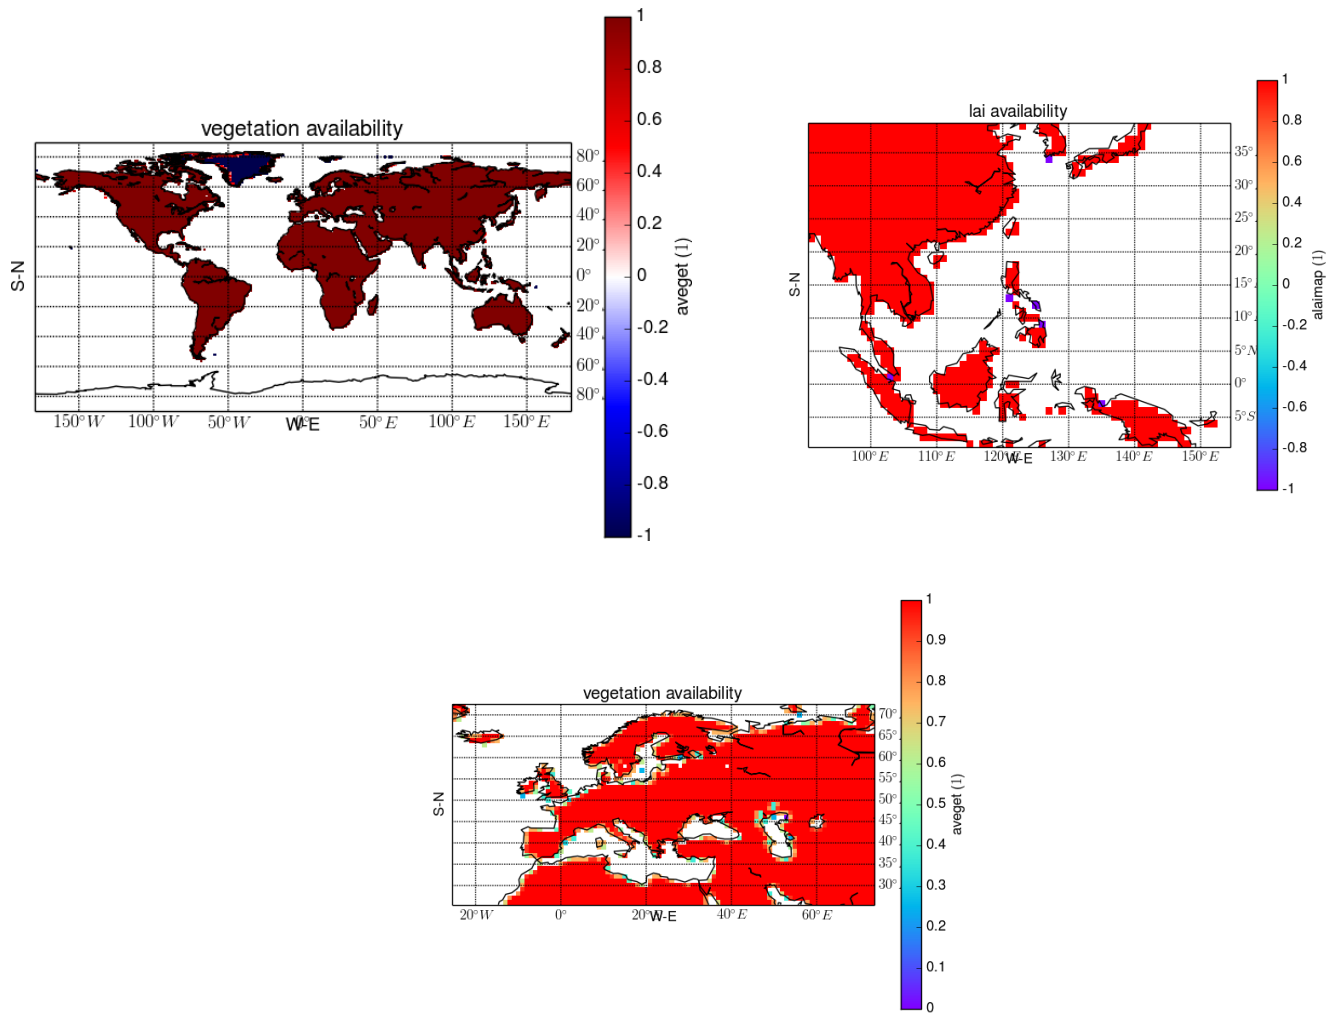 vegetation availability
S-N
80°
60°
40°
20°
0°
20°
40°
60°
80°
150°W
100°W
50°W
0°
50°E
100°E
150°E
W-E
1
0.8
0.6
0.4
0.2
0
-0.2
-0.4
-0.6
-0.8
-1
aveget (1)
lai availability
S-N
35°
30°
25°
20°
15°
10°
5°N
0°
5°S
100°E
110°E
120°E
130°E
140°E
150°E
W-E
1
0.8
0.6
0.4
0.2
0
-0.2
-0.4
-0.6
-0.8
-1
alaimap (1)
vegetation availability
S-N
70°
65°
60°
55°
50°
45°
40°
35°
30°
20°W
0°
20°E
40°E
60°E
W-E
1
0.9
0.8
0.7
0.6
0.5
0.4
0.3
0.2
0.1
0
aveget (1)